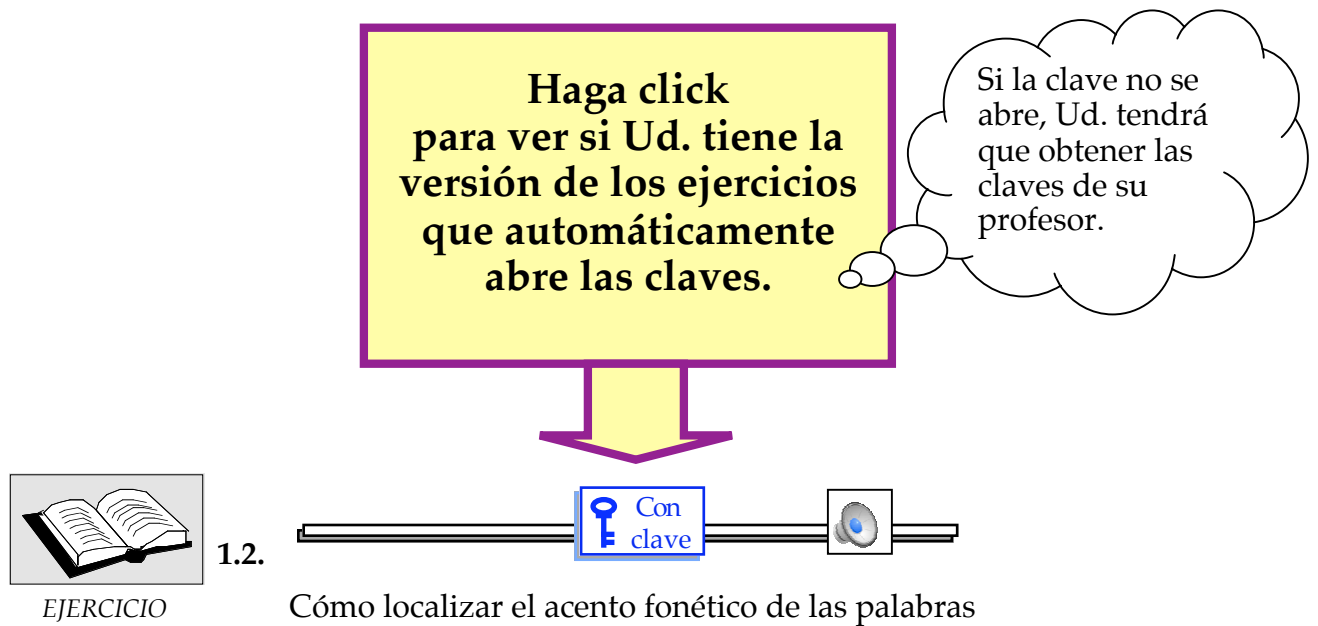 Haga click
para ver si Ud. tiene la
versión de los ejercicios
que automáticamente
abre las claves.
Si la clave no se
abre, Ud. tendrá
que obtener las
claves de su
profesor.
Con
clave
1.2.
EJERCICIO
Cómo localizar el acento fonético de las palabras